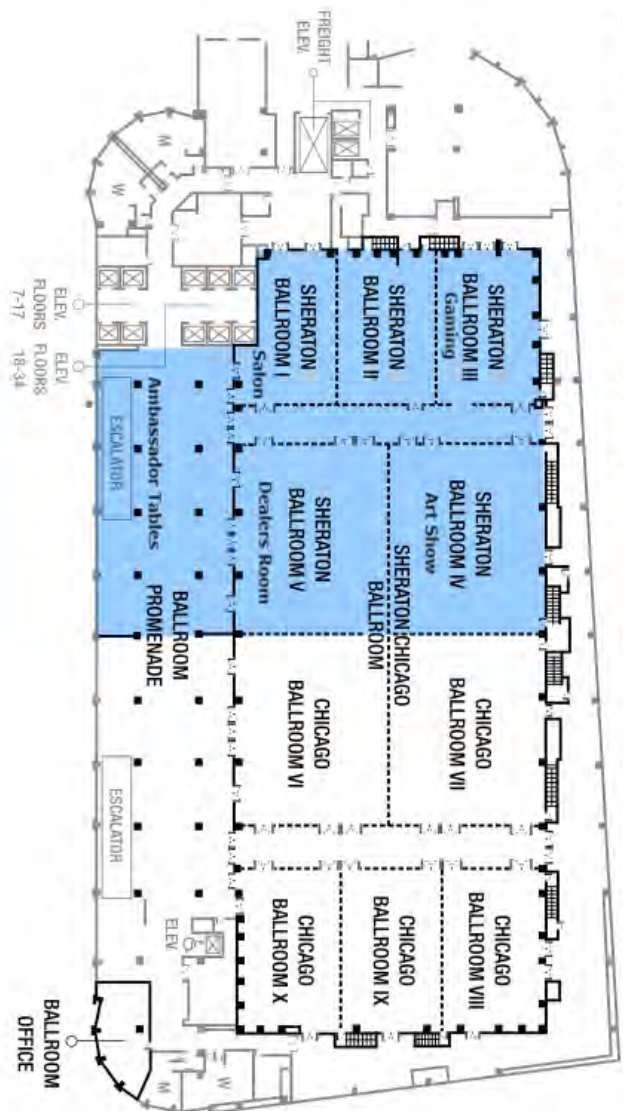 FREIGHT
ELEV.
M
W
ELEV.
FLOORS
7-17
ELEV
FLOORS
18-34
SHERATON
BALLROOM I
Salon
SHERATON
BALLROOM II
SHERATON
BALLROOM III
Gaming
Ambassador Tables
ESCALATOR
SHERATON
BALLROOM V
Dealers Room
SHERATON
BALLROOM IV
Art Show
SHERATON CHICAGO
BALLROOM
BALLROOM
PROMENADE
CHICAGO
BALLROOM VI
CHICAGO
BALLROOM VII
ESCALATOR
CHICAGO
BALLROOM X
CHICAGO
BALLROOM IX
CHICAGO
BALLROOM VIII
ELEV.
BALLROOM
OFFICE
M
W